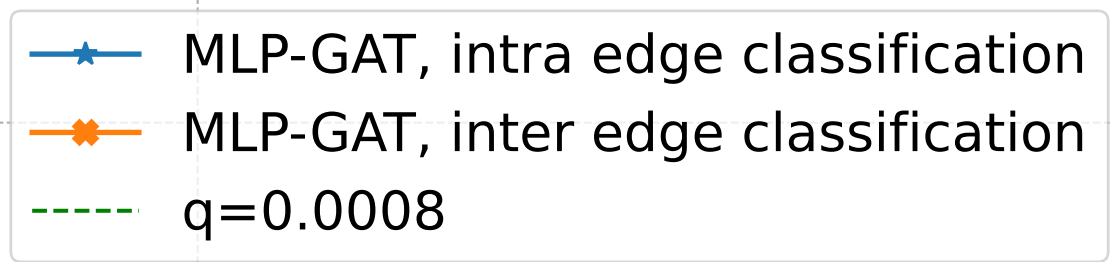 MLP-GAT, intra edge classification
MLP-GAT, inter edge classification
q=0.0008